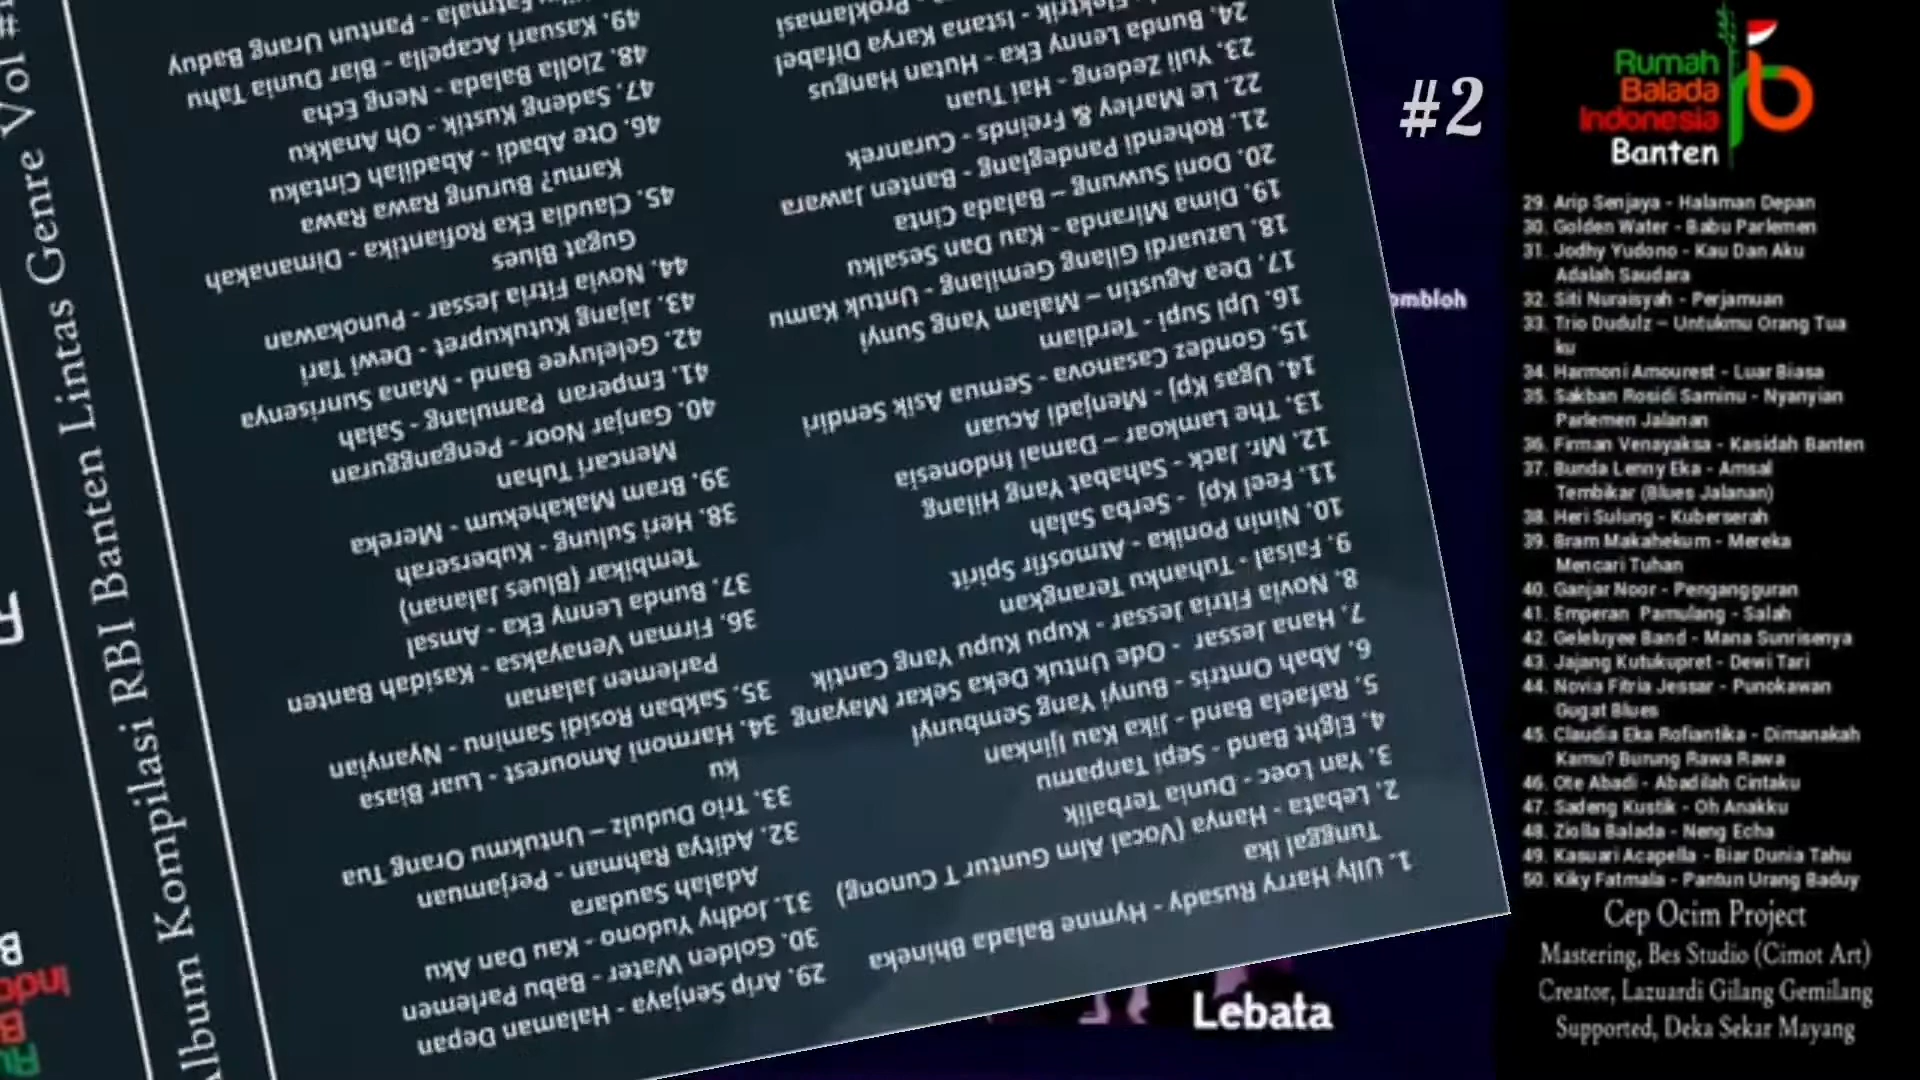 Album Kompilasi RBI Banten Lintas Genre Vol #
1. Ully Harry Rusady - Hymne Balada Bhineka
Tunggal Ika
2. Lebata - Hanya (Vocal Alm Guntur T Cunong)
3. Yan Loec - Dunia Terbalik
4. Eight Band - Sepi Tanpamu
5. Rafaela Band - Jika Kau Ijinkan
6. Abah Omtris - Bunyi Yang Sembunyi
7. Hana Jessar - Ode Untuk Deka Sekar Mayang
8. Novia Fitria Jessar - Kupu Kupu Yang Cantik
9. Faisal - Tuhanku Terangkan
10. Ninin Ponika - Atmosfir Spirit
11. Feel Kpj - Serba Salah
12. Mr. Jack - Sahabat Yang Hilang
13. The Lamkoar – Damai Indonesia
14. Ugas Kpj - Menjadi Acuan
15. Gondez Casanova - Semua Asik Sendiri
16. Upi Supi - Terdiam
17. Dea Agustin – Malam Yang Sunyi
18. Lazuardi Gilang Gemilang - Untuk Kamu
19. Dima Miranda - Kau Dan Sesalku
20. Doni Suwung – Balada Cinta
21. Rohendi Pandeglang - Banten Jawara
22. Le Marley & Freinds - Curanrek
23. Yuli Zedeng - Hai Tuan
24. Bunda Lenny Eka - Hutan Hangus
Elektrik - Istana Karya Difabel
Proklamasi
29. Arip Senjaya - Halaman Depan
30. Golden Water - Babu Parlemen
31. Jodhy Yudono - Kau Dan Aku
Adalah Saudara
32. Aditya Rahman - Perjamuan
33. Trio Dudulz – Untukmu Orang Tua
ku
34. Harmoni Amourest - Luar Biasa
35. Sakban Rosidi Saminu - Nyanyian
Parlemen Jalanan
36. Firman Venayaksa - Kasidah Banten
37. Bunda Lenny Eka - Amsal
Tembikar (Blues Jalanan)
38. Heri Sulung - Kuberserah
39. Bram Makahekum - Mereka
Mencari Tuhan
40. Ganjar Noor - Pengangguran
41. Emperan Pamulang - Salah
42. Geleluyee Band - Mana Sunrisenya
43. Jajang Kutukupret - Dewi Tari
44. Novia Fitria Jessar - Punokawan
Gugat Blues
45. Claudia Eka Rofiantika - Dimanakah
Kamu? Burung Rawa Rawa
46. Ote Abadi - Abadilah Cintaku
47. Sadeng Kustik - Oh Anakku
48. Ziolla Balada - Neng Echa
49. Kasuari Acapella - Biar Dunia Tahu
Fatmala - Pantun Urang Baduy
#2
ombloh
Lebata
Rumah
Balada
Indonesia
Banten
29. Arip Senjaya - Halaman Depan
30. Golden Water - Babu Parlemen
31. Jodhy Yudono - Kau Dan Aku
Adalah Saudara
32. Siti Nuraisyah - Perjamuan
33. Trio Dudulz – Untukmu Orang Tua
ku
34. Harmoni Amourest - Luar Biasa
35. Sakban Rosidi Saminu - Nyanyian
Parlemen Jalanan
36. Firman Venayaksa - Kasidah Banten
37. Bunda Lenny Eka - Amsal
Tembikar (Blues Jalanan)
38. Heri Sulung - Kuberserah
39. Bram Makahekum - Mereka
Mencari Tuhan
40. Ganjar Noor - Pengangguran
41. Emperan Pamulang - Salah
42. Geleluyee Band - Mana Sunrisenya
43. Jajang Kutukupret - Dewi Tari
44. Novia Fitria Jessar - Punokawan
Gugat Blues
45. Claudia Eka Rofiantika - Dimanakah
Kamu? Burung Rawa Rawa
46. Ote Abadi - Abadilah Cintaku
47. Sadeng Kustik - Oh Anakku
48. Ziolla Balada - Neng Echa
49. Kasuari Acapella - Biar Dunia Tahu
50. Kiky Fatmala - Pantun Urang Baduy
Cep Ocim Project
Mastering, Bes Studio (Cimot Art)
Creator, Lazuardi Gilang Gemilang
Supported, Deka Sekar Mayang